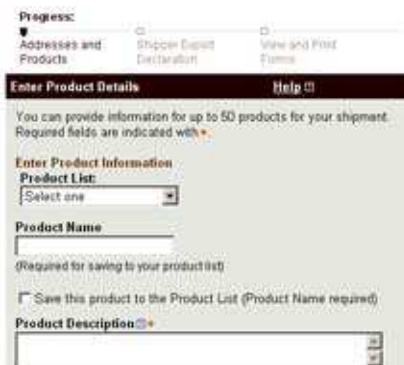 Progress:
Addresses and Products
Shipper Export Declaration
View and Print Forms
Enter Product Details
Help
You can provide information for up to 50 products for your shipment.
Required fields are indicated with
Enter Product Information
Product List:
Select one
Product Name
(Required for saving to your product list)
Save this product to the Product List (Product Name required)
Product Description